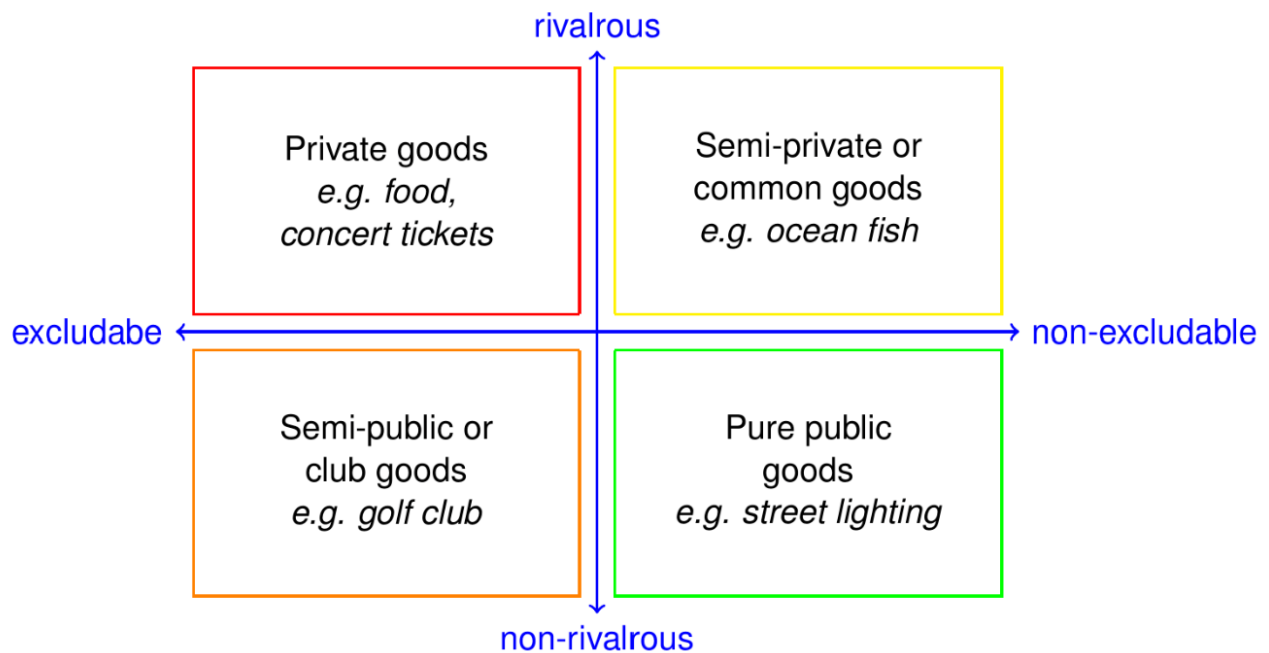 rivalrous
Private goods
e.g. food,
concert tickets
Semi-private or
common goods
e.g. ocean fish
excludabe
non-excludable
Semi-public or
club goods
e.g. golf club
Pure public
goods
e.g. street lighting
non-rivalrous